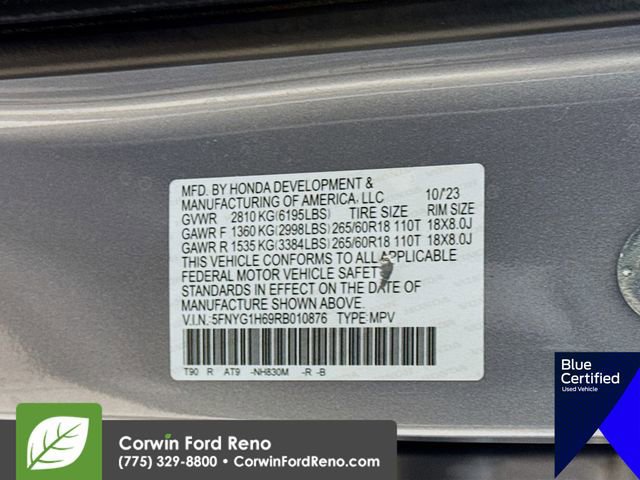 MFD. BY HONDA DEVELOPMENT &
MANUFACTURING OF AMERICA, LLC 10/'23
GVWR 2810 KG(6195LBS) TIRE SIZE RIM SIZE
GAWR F 1360 KG(2998LBS) 265/60R18 110T 18X8.0J
GAWR R 1535 KG(3384LBS) 265/60R18 110T 18X8.0J
THIS VEHICLE CONFORMS TO ALL APPLICABLE
FEDERAL MOTOR VEHICLE SAFETY
STANDARDS IN EFFECT ON THE DATE OF
MANUFACTURE SHOWN ABOVE.
V.I.N.:5FNYG1H69RB010876 TYPE:MPV
T90 R AT9 -NH830M -R -B
Blue
Certified
Used Vehicle
Corwin Ford Reno
(775) 329-8800 • CorwinFordReno.com